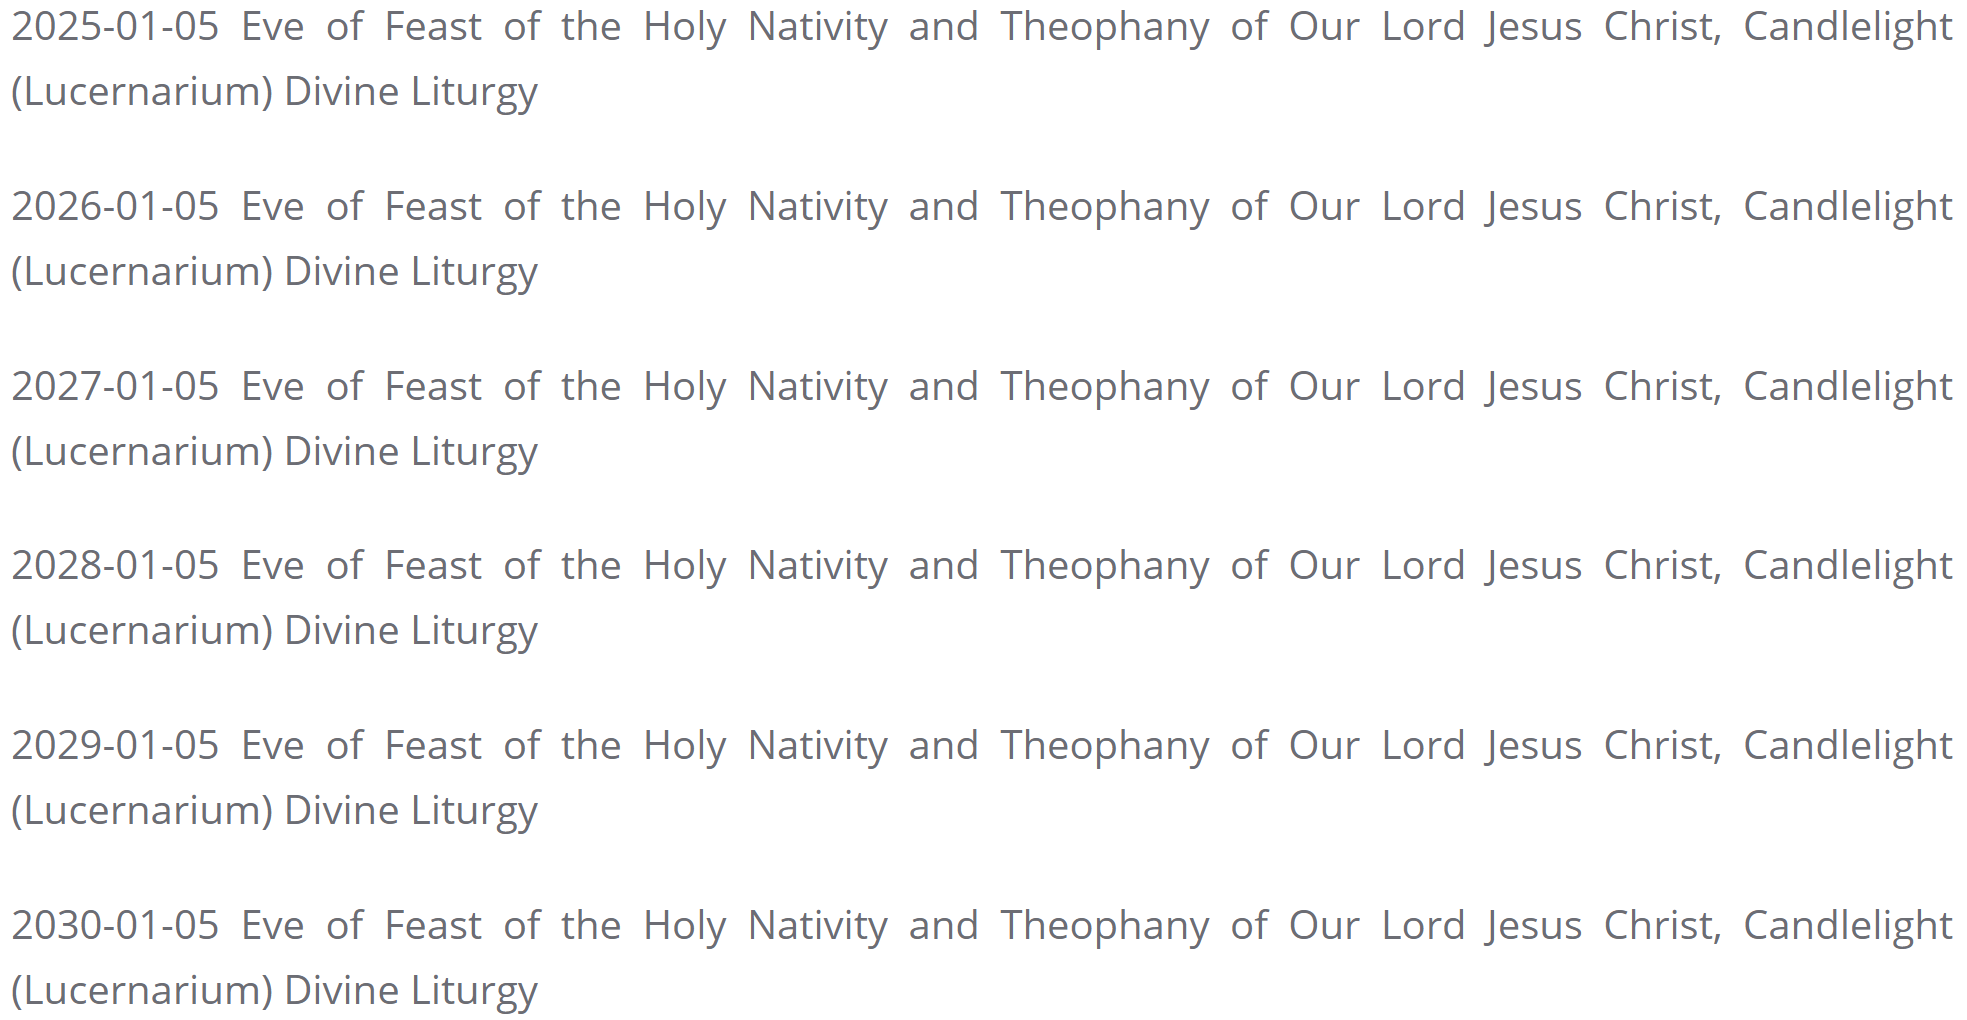 2025-01-05 Eve of Feast of the Holy Nativity and Theophany of Our Lord Jesus Christ, Candlelight
(Lucernarium) Divine Liturgy
2026-01-05 Eve of Feast of the Holy Nativity and Theophany of Our Lord Jesus Christ, Candlelight
(Lucernarium) Divine Liturgy
2027-01-05 Eve of Feast of the Holy Nativity and Theophany of Our Lord Jesus Christ, Candlelight
(Lucernarium) Divine Liturgy
2028-01-05 Eve of Feast of the Holy Nativity and Theophany of Our Lord Jesus Christ, Candlelight
(Lucernarium) Divine Liturgy
2029-01-05 Eve of Feast of the Holy Nativity and Theophany of Our Lord Jesus Christ, Candlelight
(Lucernarium) Divine Liturgy
2030-01-05 Eve of Feast of the Holy Nativity and Theophany of Our Lord Jesus Christ, Candlelight
(Lucernarium) Divine Liturgy